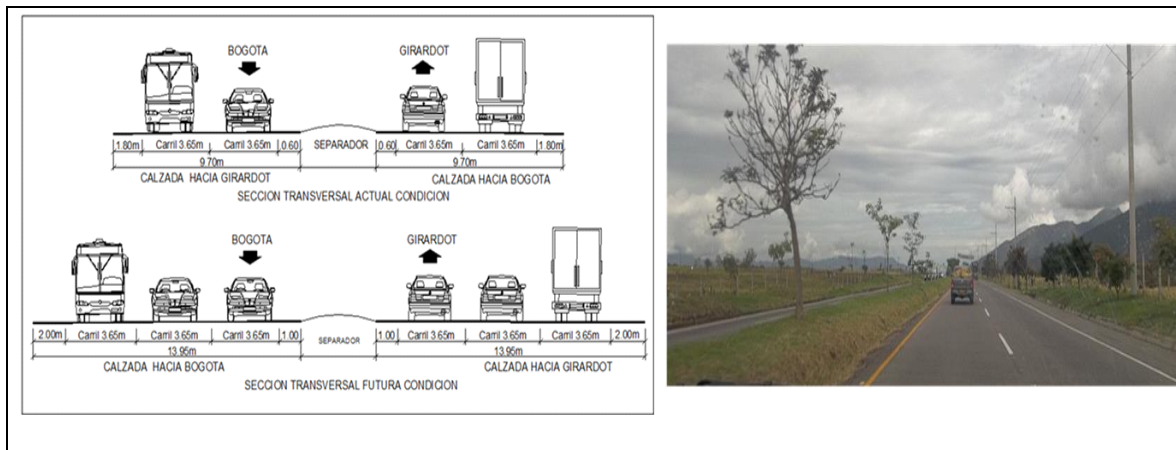 BOGOTA GIRARDOT
1.80m Carril 3.65m Carril 3.65m .0.60 SEPARADOR .0.60 Carril 3.65m Carril 3.65m 1.80m
9.70m 9.70m
CALZADA HACIA GIRARDOT CALZADA HACIA BOGOTA
SECCION TRANSVERSAL ACTUAL CONDICION
BOGOTA GIRARDOT
2.00m Carril 3.65m Carril 3.65m Carril 3.65m 1.00 SEPARADOR 1.00 Carril 3.65m Carril 3.65m Carril 3.65m 2.00m
13.95m 13.95m
CALZADA HACIA BOGOTA CALZADA HACIA GIRARDOT
SECCION TRANSVERSAL FUTURA CONDICION